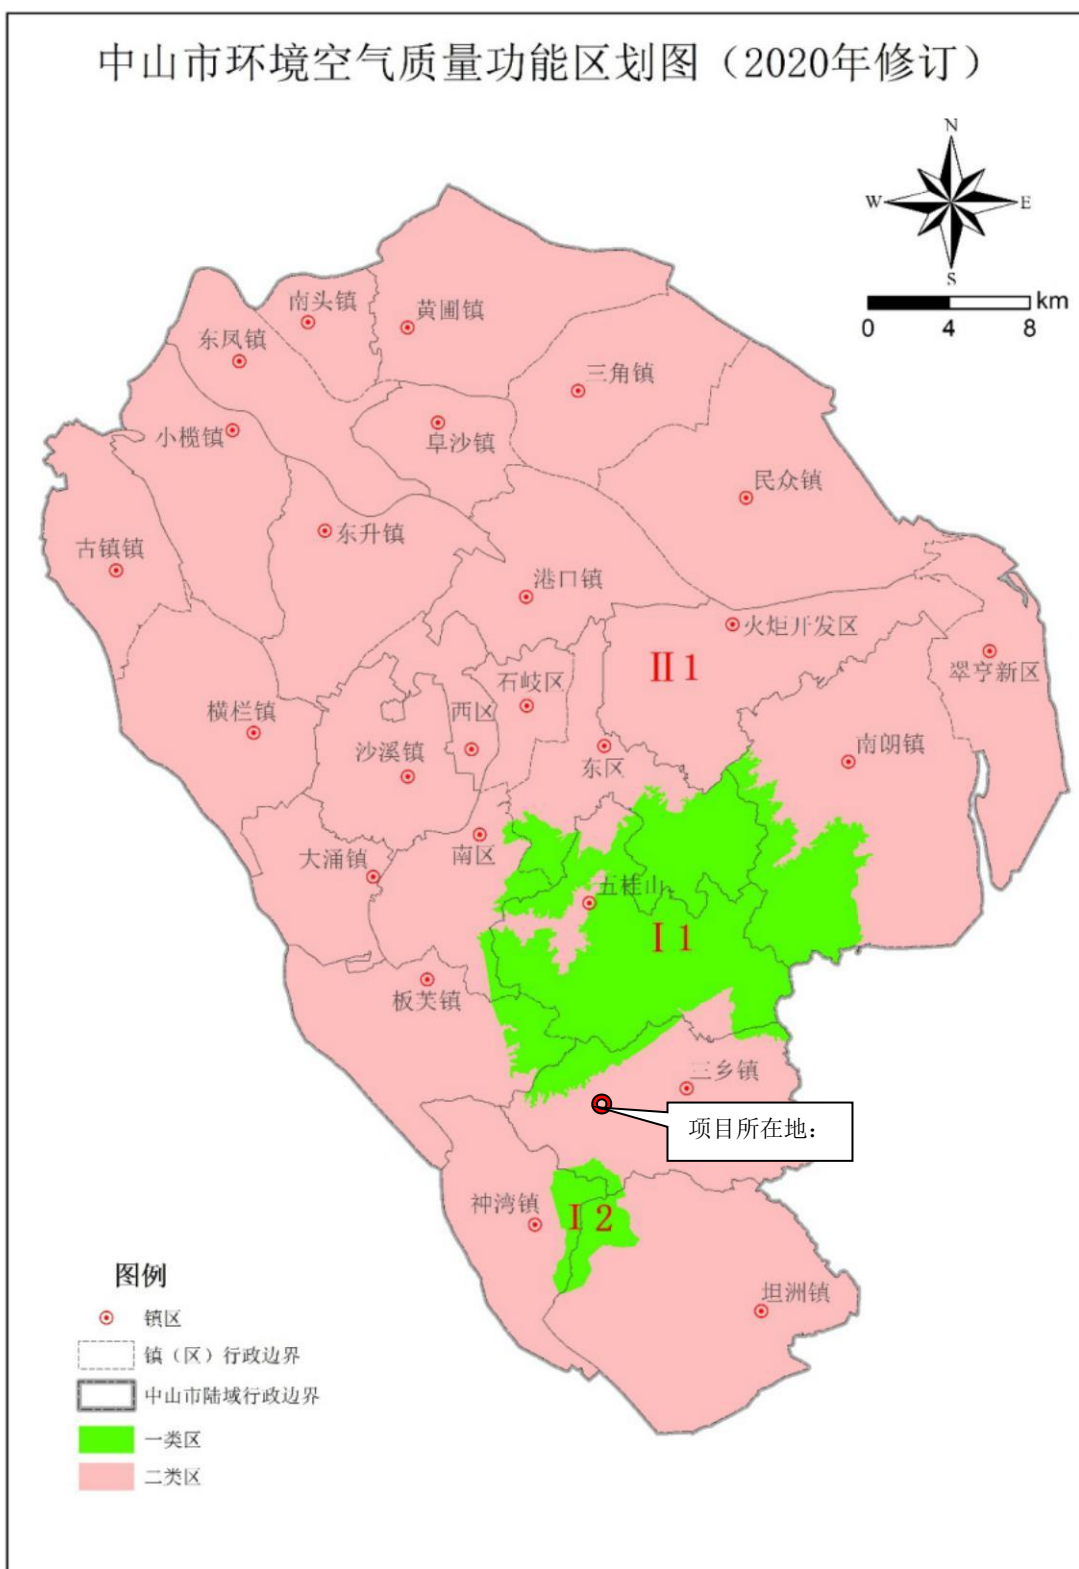 中山市环境空气质量功能区划图（2020年修订）
N
W
E
S
km
0 4 8
南头镇
黄圃镇
东凤镇
三角镇
小榄镇
阜沙镇
民众镇
东升镇
古镇镇
港口镇
火炬开发区
翠亨新区
II 1
石岐区
西区
横栏镇
沙溪镇
东区
南朗镇
南区
大涌镇
五桂山
I 1
板芙镇
三乡镇
项目所在地：
神湾镇
I 2
坦洲镇
图例
镇区
镇（区）行政边界
中山市陆域行政边界
一类区
二类区